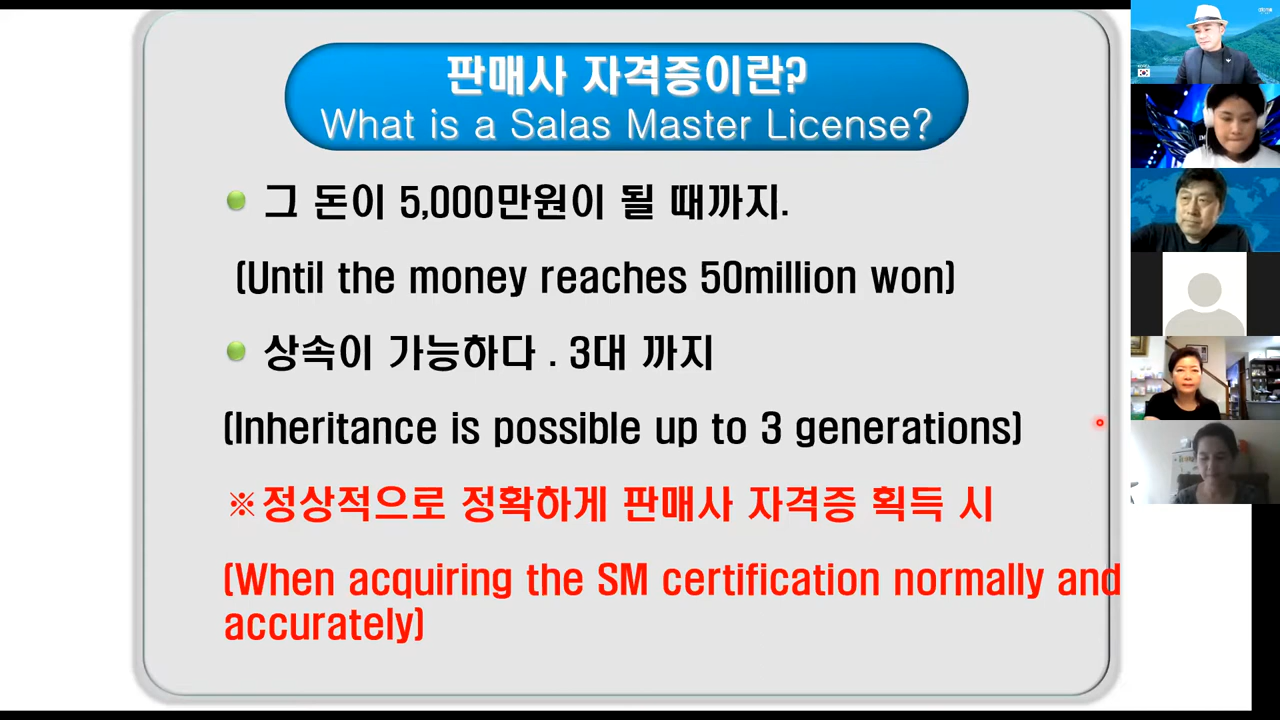 판매사 자격증이란?
What is a Salas Master License?
그 돈이 5,000만원이 될 때까지.
(Until the money reaches 50million won)
상속이 가능하다 . 3대 까지
(Inheritance is possible up to 3 generations)
※정상적으로 정확하게 판매사 자격증 획득 시
(When acquiring the SM certification normally and
accurately)